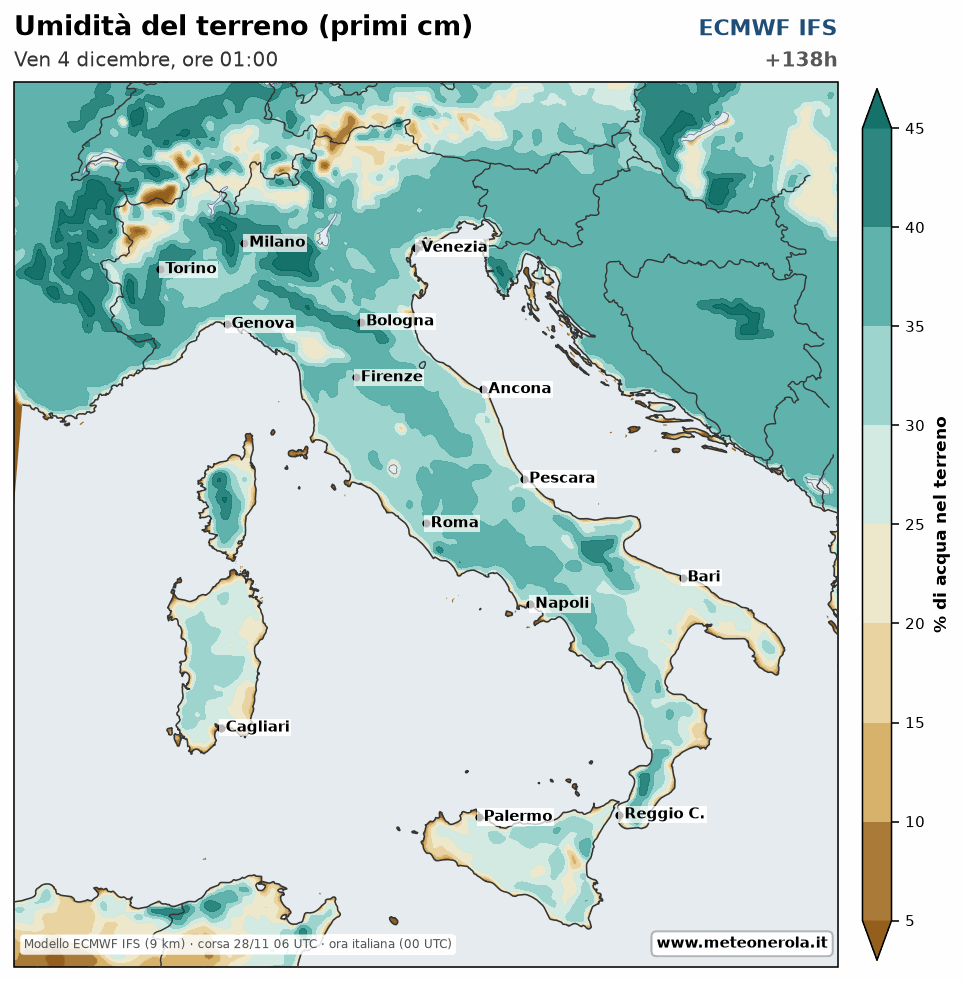 Umidità del terreno (primi cm)
ECMWF IFS
Ven 4 dicembre, ore 01:00
+138h
Milano
Venezia
Torino
Genova
Bologna
Firenze
Ancona
Pescara
Roma
Bari
Napoli
Cagliari
Palermo
Reggio C.
45
40
35
30
25
20
15
10
5
% di acqua nel terreno
Modello ECMWF IFS (9 km) · corsa 28/11 06 UTC · ora italiana (00 UTC)
www.meteonerola.it